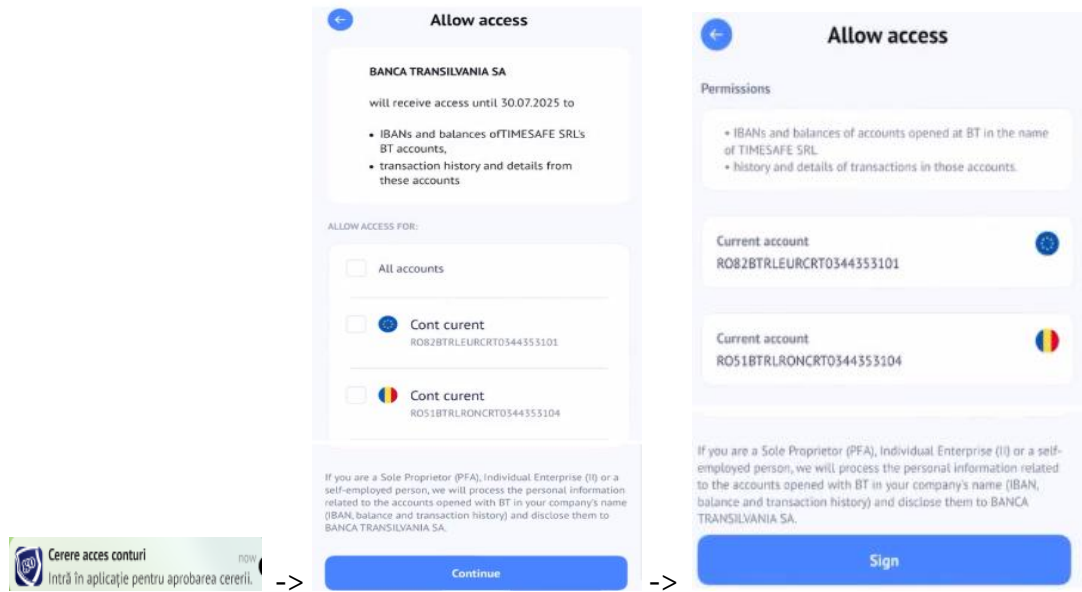 Cerere acces conturi
now
Intră în aplicație pentru aprobarea cererii.
->
Allow access
BANCA TRANSILVANIA SA
will receive access until 30.07.2025 to
• IBANs and balances ofTIMESAFE SRL's
BT accounts,
• transaction history and details from
these accounts
ALLOW ACCESS FOR:
All accounts
Cont curent
RO82BTRLEURCRT0344353101
Cont curent
RO51BTRLRONCRT0344353104
If you are a Sole Proprietor (PFA), Individual Enterprise (II) or a
self-employed person, we will process the personal information
related to the accounts opened with BT in your company's name
(IBAN, balance and transaction history) and disclose them to
BANCA TRANSILVANIA SA.
Continue
->
Allow access
Permissions
• IBANs and balances of accounts opened at BT in the name
of TIMESAFE SRL
• history and details of transactions in those accounts.
Current account
RO82BTRLEURCRT0344353101
Current account
RO51BTRLRONCRT0344353104
If you are a Sole Proprietor (PFA), Individual Enterprise (II) or a self-
employed person, we will process the personal information related
to the accounts opened with BT in your company's name (IBAN,
balance and transaction history) and disclose them to BANCA
TRANSILVANIA SA.
Sign